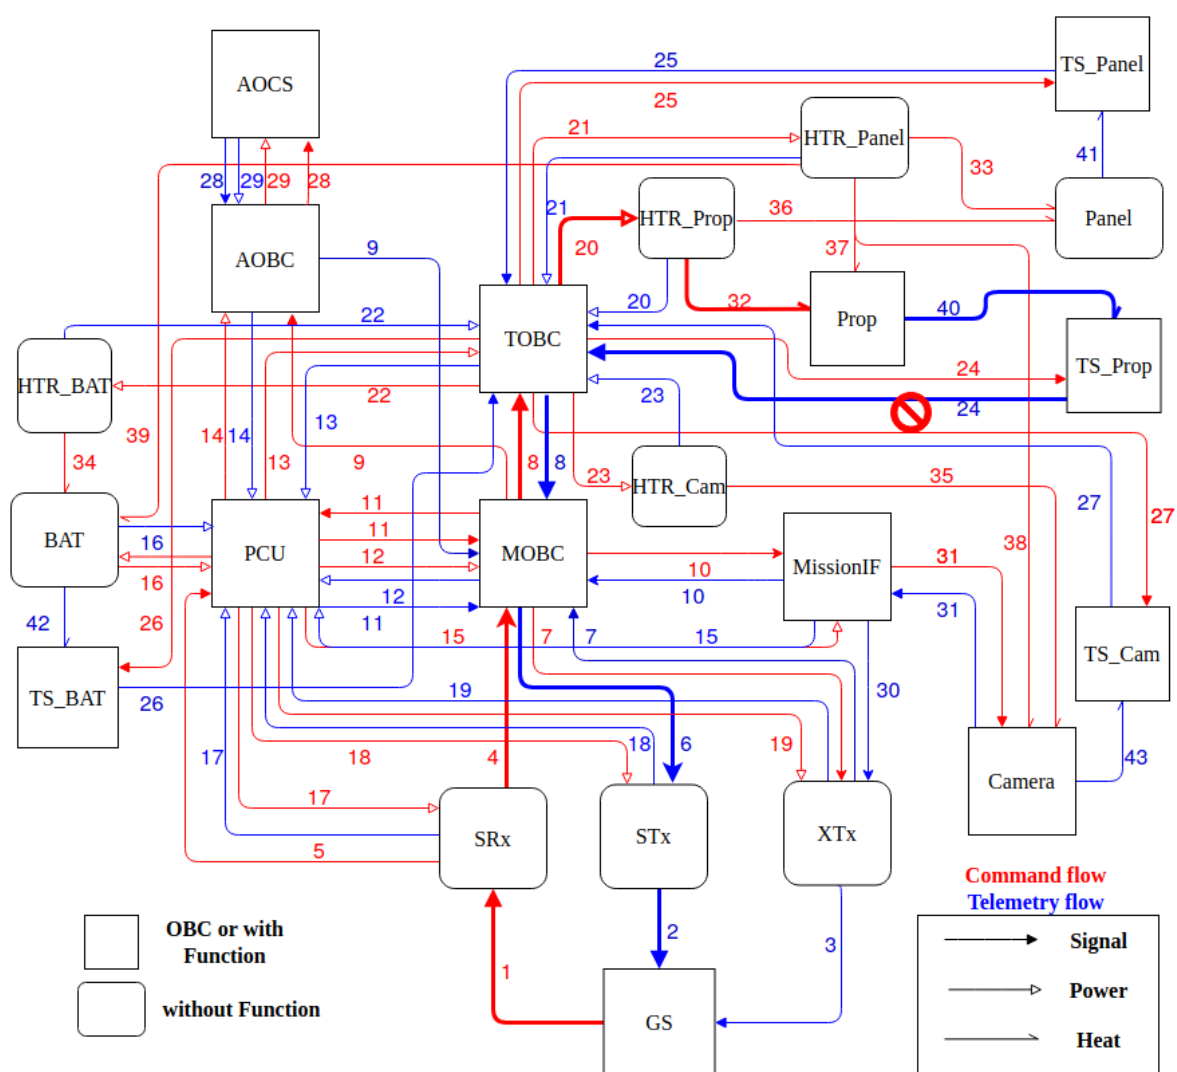 25
TS_Panel
AOCS
25
21
HTR_Panel
41
33
28
29
29
28
21
HTR_Prop
36
Panel
20
37
9
AOBC
20
32
40
22
Prop
TOBC
TS_Prop
24
HTR_BAT
22
23
24
13
39
14
14
13
9
8
8
34
23
HTR_Cam
35
27
27
11
16
BAT
PCU
11
MOBC
38
12
MissionIF
31
10
16
12
10
31
42
26
11
15
7
7
15
TS_Cam
TS_BAT
26
19
30
17
18
4
18
6
19
43
17
Camera
SRx
STx
XTx
5
Command flow
Telemetry flow
OBC or with
Function
2
3
Signal
1
Power
without Function
GS
Heat